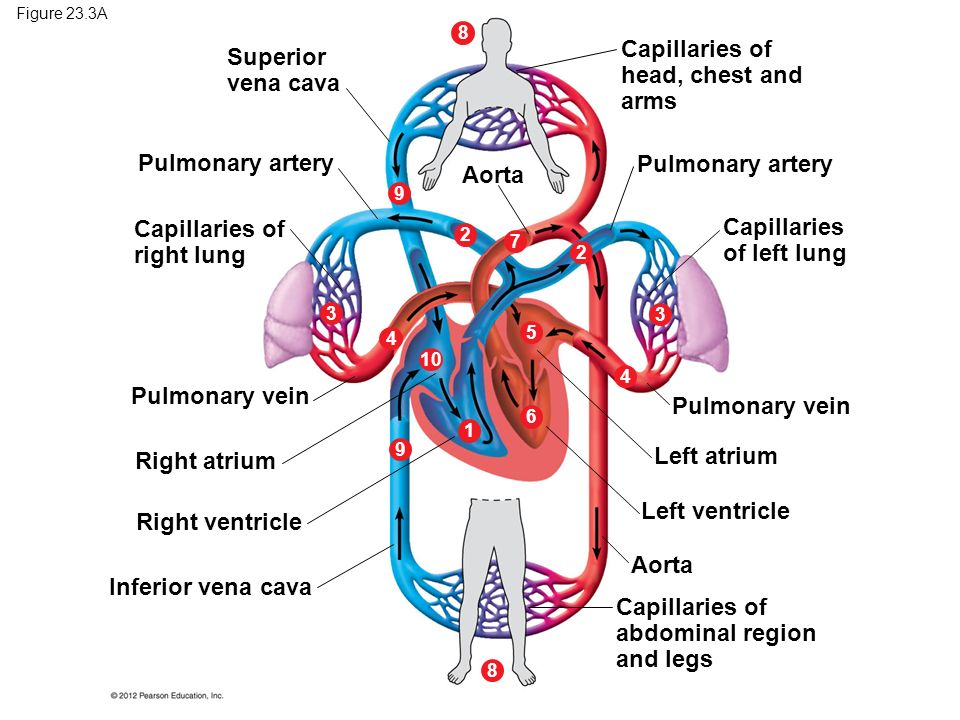 Figure 23.3A
8
Superior
vena cava
Capillaries of
head, chest and
arms
Pulmonary artery
Aorta
Pulmonary artery
9
Capillaries of
right lung
2
7
2
Capillaries
of left lung
3
3
4
5
10
4
Pulmonary vein
Pulmonary vein
6
1
9
Right atrium
Left atrium
Right ventricle
Left ventricle
Aorta
Inferior vena cava
Capillaries of
abdominal region
and legs
8
© 2012 Pearson Education, Inc.